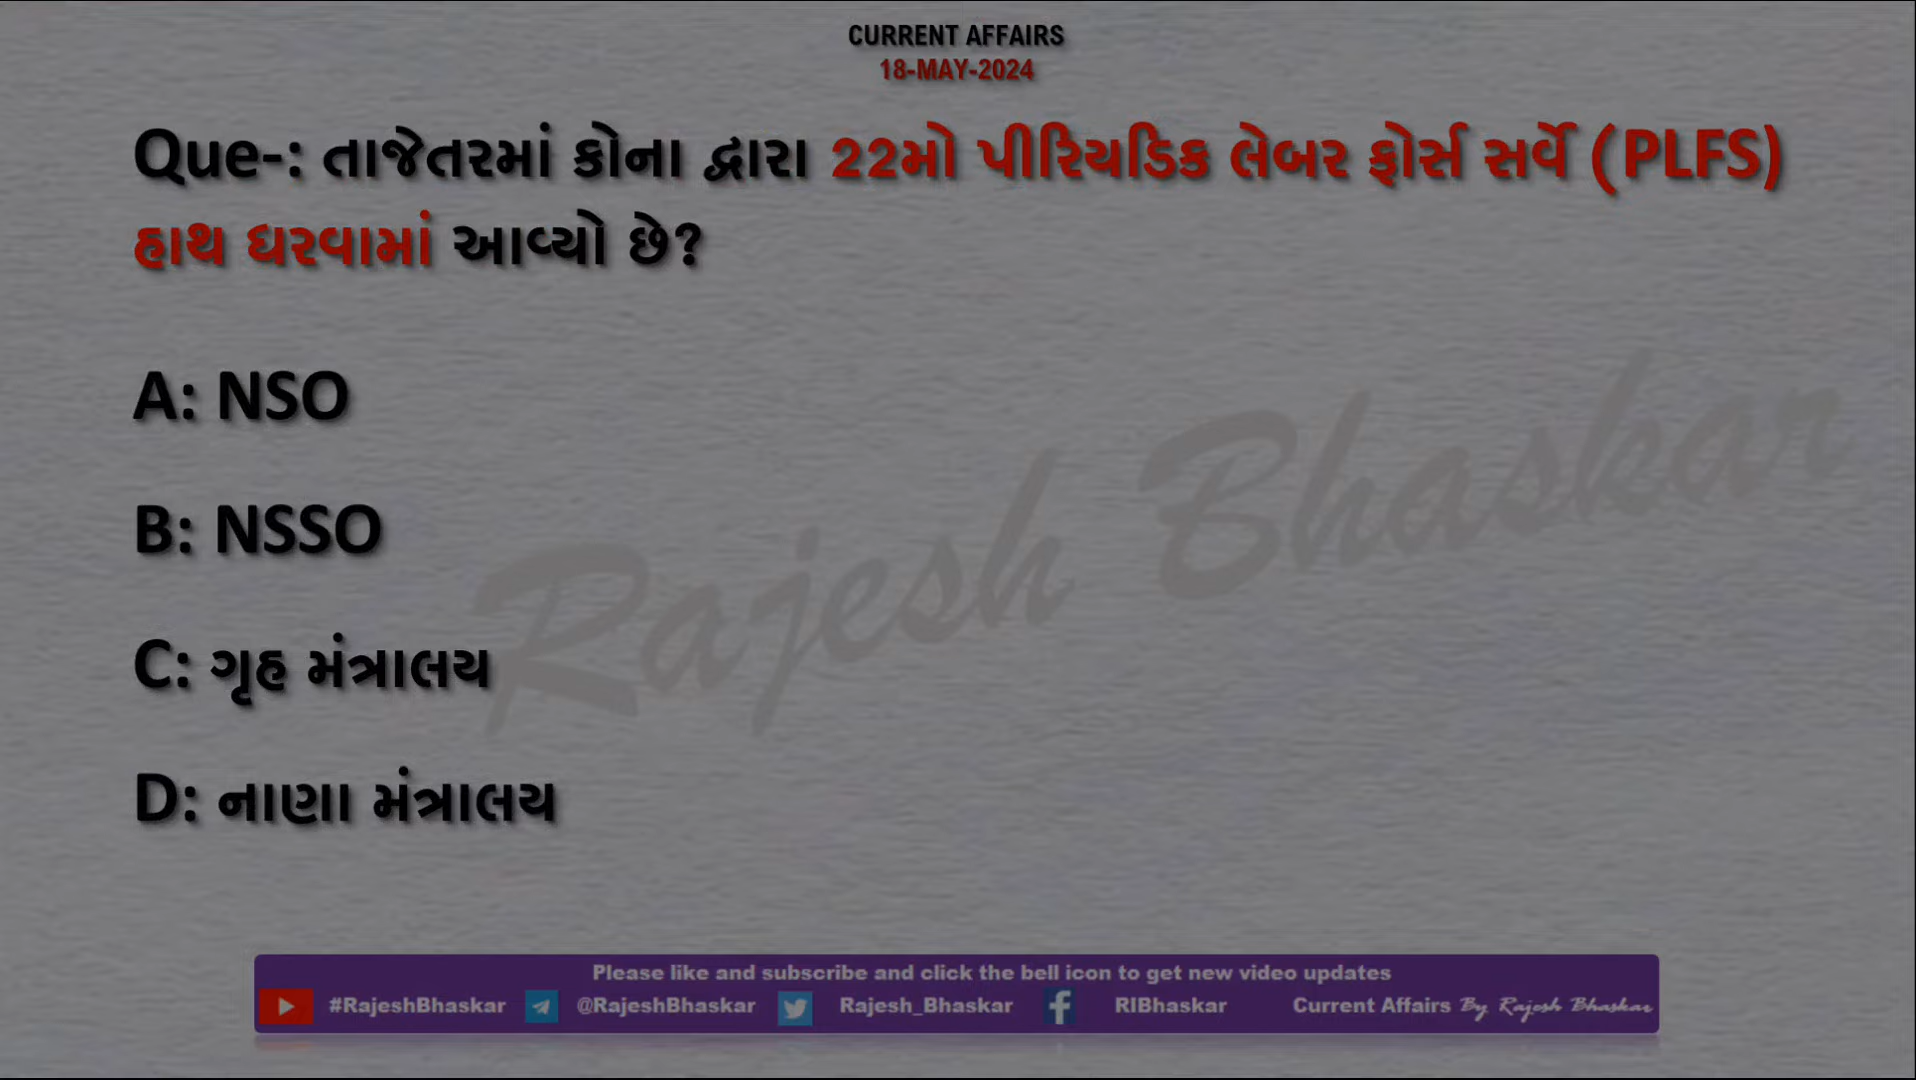 CURRENT AFFAIRS
18-MAY-2024
Que-: તાજેતરમાં કોના દ્વારા 22મો પીરિયડિક લેબર ફોર્સ સર્વે (PLFS)
હાથ ધરવામાં આવ્યો છે?
A: NSO
B: NSSO
C: ગૃહ મંત્રાલય
D: નાણા મંત્રાલય
Rajesh Bhaskar
Please like and subscribe and click the bell icon to get new video updates
#RajeshBhaskar @RajeshBhaskar Rajesh_Bhaskar RIBhaskar Current Affairs By Rajesh Bhaskar